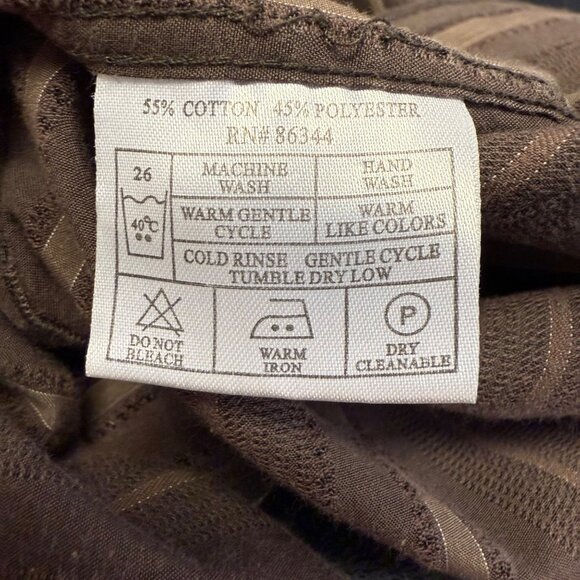 55% COTTON 45% POLYESTER
RN# 86344
26
40°C
MACHINE
WASH
HAND
WASH
WARM GENTLE
CYCLE
WARM
LIKE COLORS
COLD RINSE GENTLE CYCLE
TUMBLE DRY LOW
DO NOT
BLEACH
WARM
IRON
P
DRY
CLEANABLE